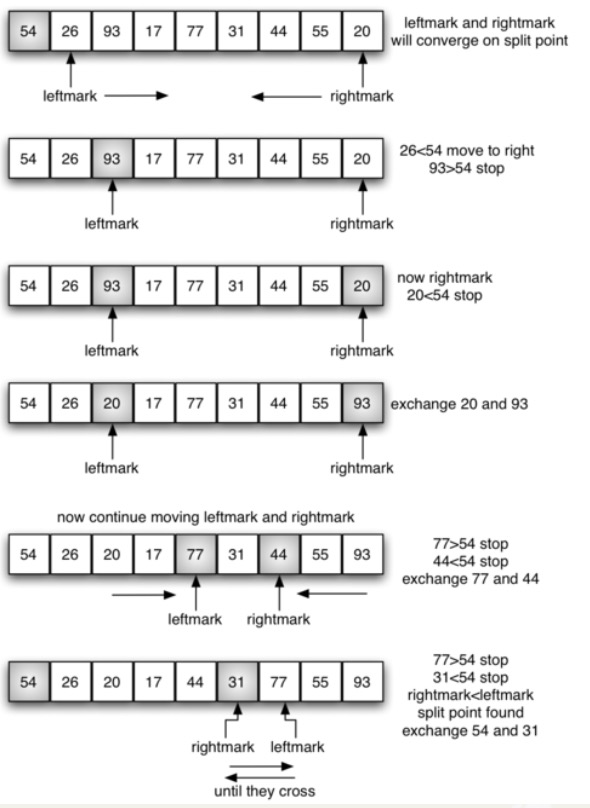 54 26 93 17 77 31 44 55 20
leftmark and rightmark
will converge on split point
leftmark rightmark
54 26 93 17 77 31 44 55 20
26<54 move to right
93>54 stop
leftmark rightmark
54 26 93 17 77 31 44 55 20
now rightmark
20<54 stop
leftmark rightmark
54 26 20 17 77 31 44 55 93
exchange 20 and 93
leftmark rightmark
now continue moving leftmark and rightmark
54 26 20 17 77 31 44 55 93
77>54 stop
44<54 stop
exchange 77 and 44
leftmark rightmark
54 26 20 17 44 31 77 55 93
77>54 stop
31<54 stop
rightmark<leftmark
split point found
exchange 54 and 31
rightmark leftmark
until they cross